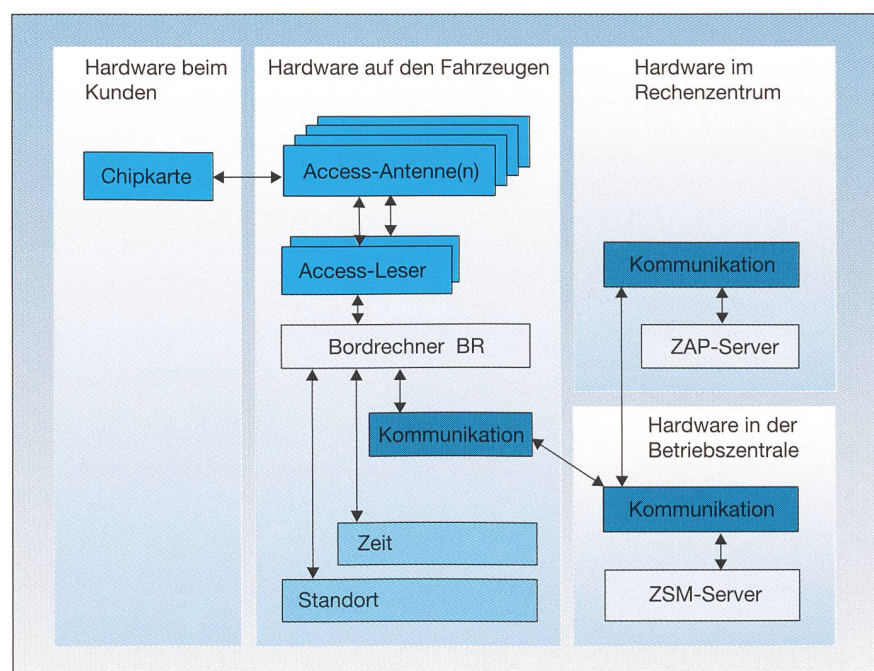 Hardware beim
Kunden
Chipkarte
Hardware auf den Fahrzeugen
Access-Antenne(n)
Access-Leser
Bordrechner BR
Kommunikation
Zeit
Standort
Hardware im
Rechenzentrum
Kommunikation
ZAP-Server
Hardware in der
Betriebszentrale
Kommunikation
ZSM-Server